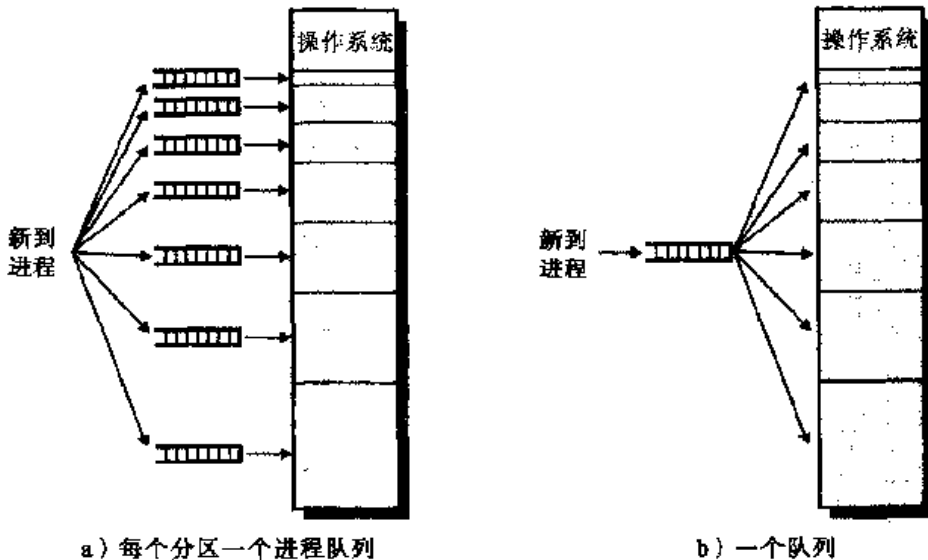 操作系统
新到
进程
a）每个分区一个进程队列
操作系统
新到
进程
b）一个队列